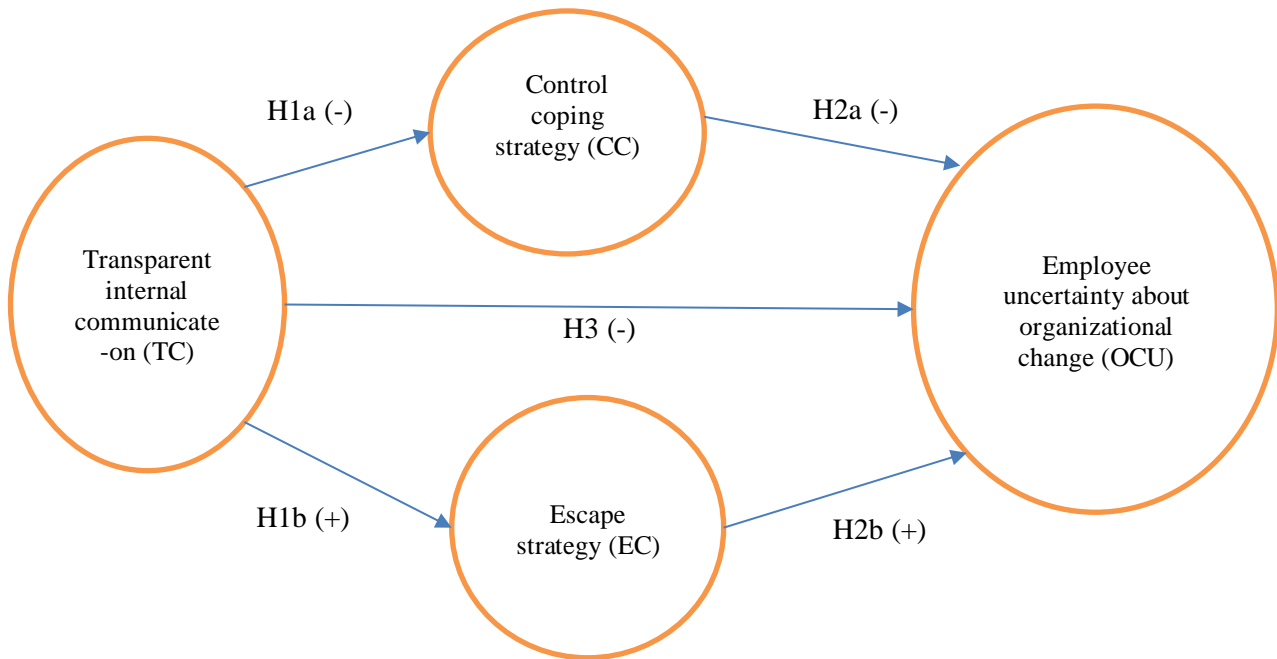 Control
coping
strategy (CC)
H1a (-)
H2a (-)
Transparent
internal
communicate
-on (TC)
Employee
uncertainty about
organizational
change (OCU)
H3 (-)
H1b (+)
Escape
strategy (EC)
H2b (+)